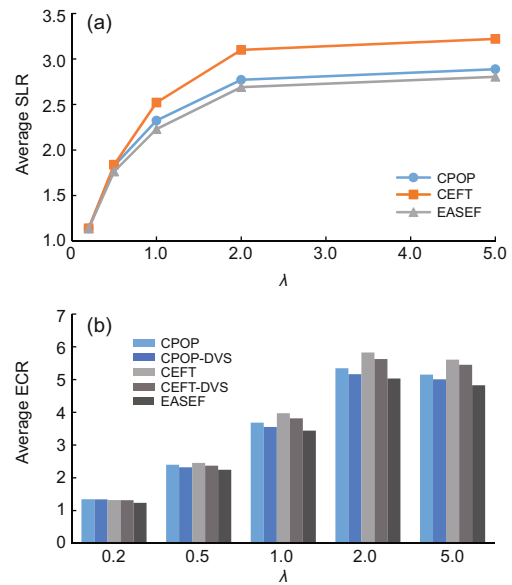 (a)
Average SLR
3.5
3.0
2.5
2.0
1.5
1.0
0 1.0 2.0 3.0 4.0 5.0
λ
CPOP
CEFT
EASEF
(b)
Average ECR
7
6
5
4
3
2
1
0
CPOP
CPOP-DVS
CEFT
CEFT-DVS
EASEF
0.2 0.5 1.0 2.0 5.0
λ